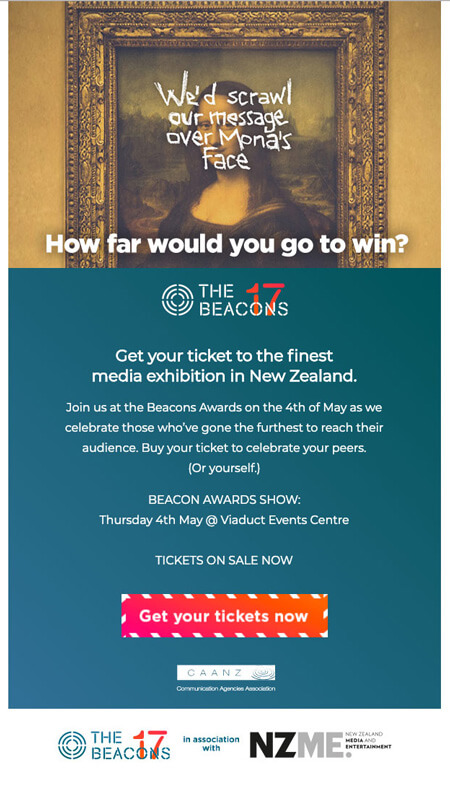 We'd scrawl
our message
over Mona's
Face
How far would you go to win?
THE 17
BEACONS
Get your ticket to the finest
media exhibition in New Zealand.
Join us at the Beacons Awards on the 4th of May as we
celebrate those who've gone the furthest to reach their
audience. Buy your ticket to celebrate your peers.
(Or yourself.)
BEACON AWARDS SHOW:
Thursday 4th May @ Viaduct Events Centre
TICKETS ON SALE NOW
Get your tickets now
CAANZ
Communication Agencies Association
THE 17
BEACONS
in association
with
NZME.
NEW ZEALAND
MEDIA AND
ENTERTAINMENT